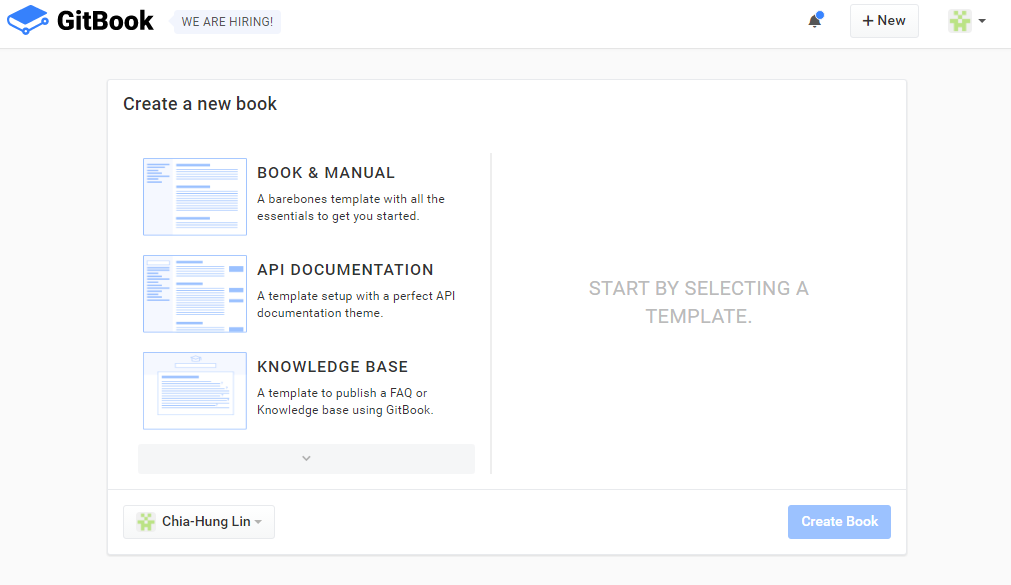 GitBook WE ARE HIRING! + New
Create a new book
BOOK & MANUAL
A barebones template with all the
essentials to get you started.
API DOCUMENTATION
A template setup with a perfect API
documentation theme.
KNOWLEDGE BASE
A template to publish a FAQ or
Knowledge base using GitBook.
START BY SELECTING A
TEMPLATE.
Chia-Hung Lin
Create Book